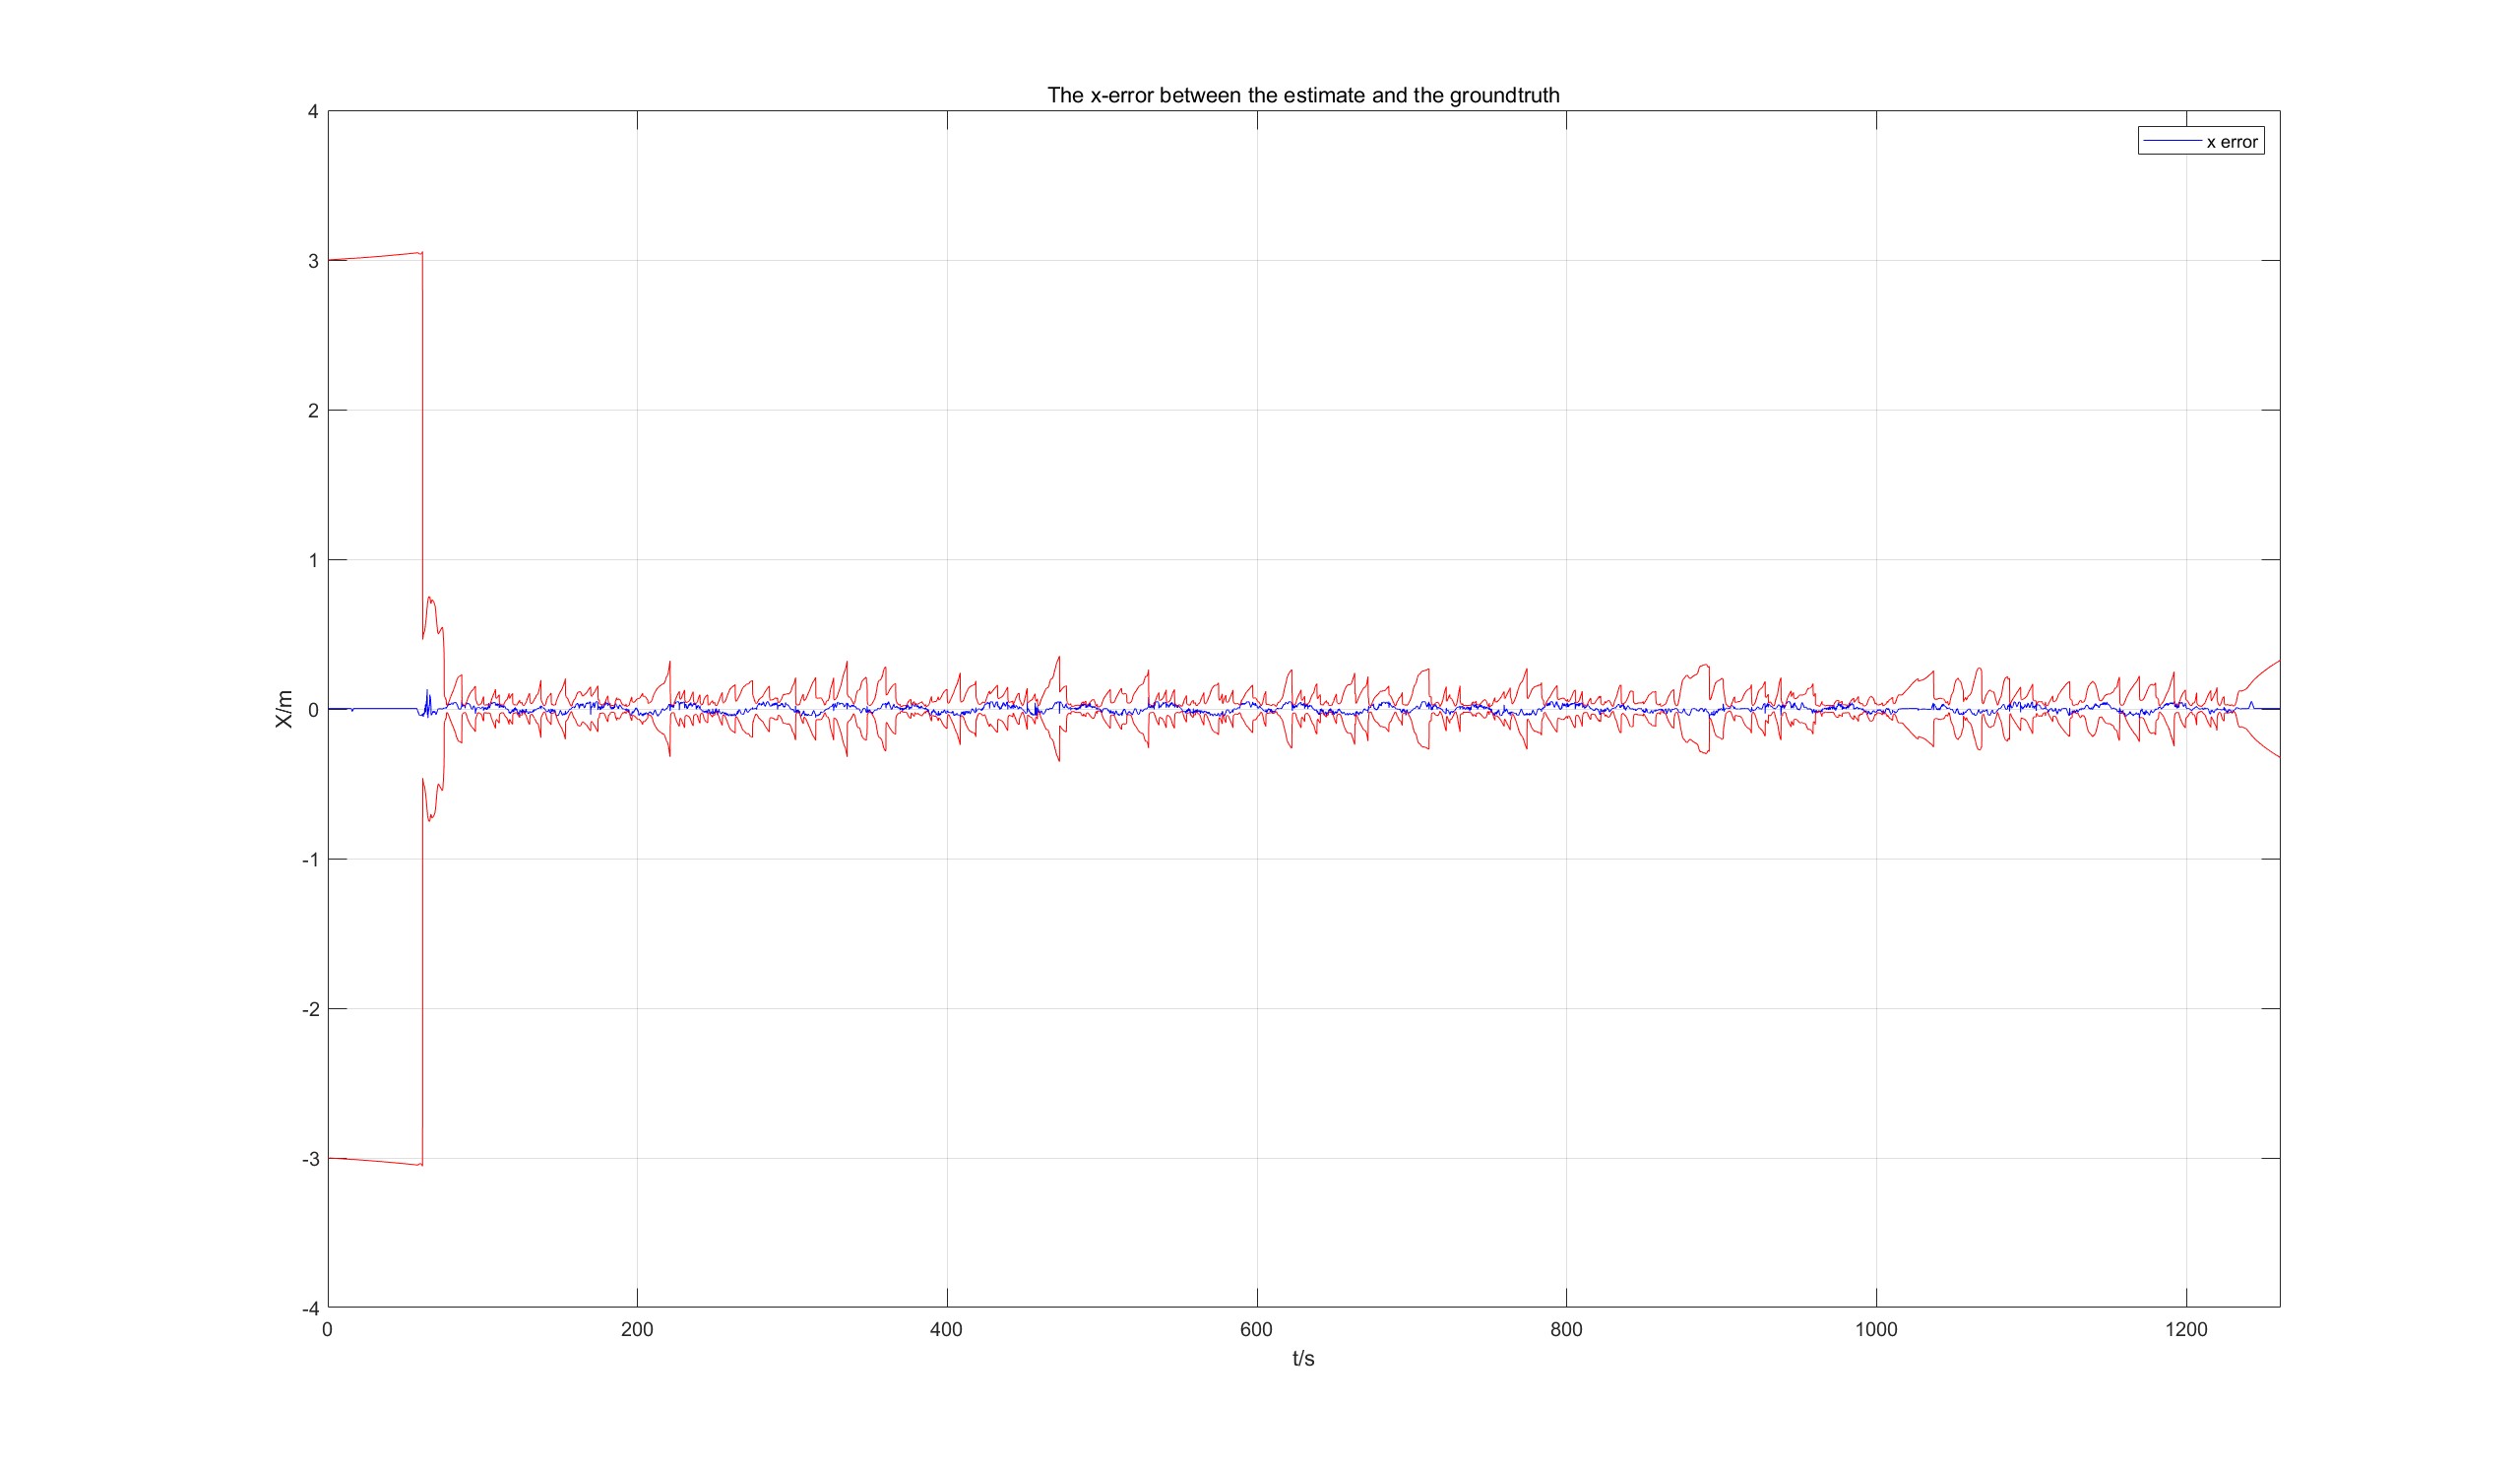 The x-error between the estimate and the groundtruth
x error
4
3
2
1
0
-1
-2
-3
-4
X/m
0 200 400 600 800 1000 1200
t/s